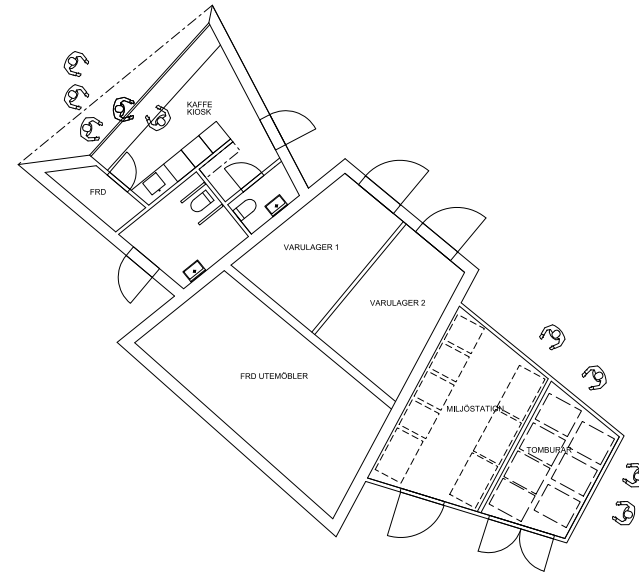 KAFFE
KIOSK
FRD
VARULAGER 1
VARULAGER 2
FRD UTEMÖBLER
MILJÖSTATION
TOMBURAR